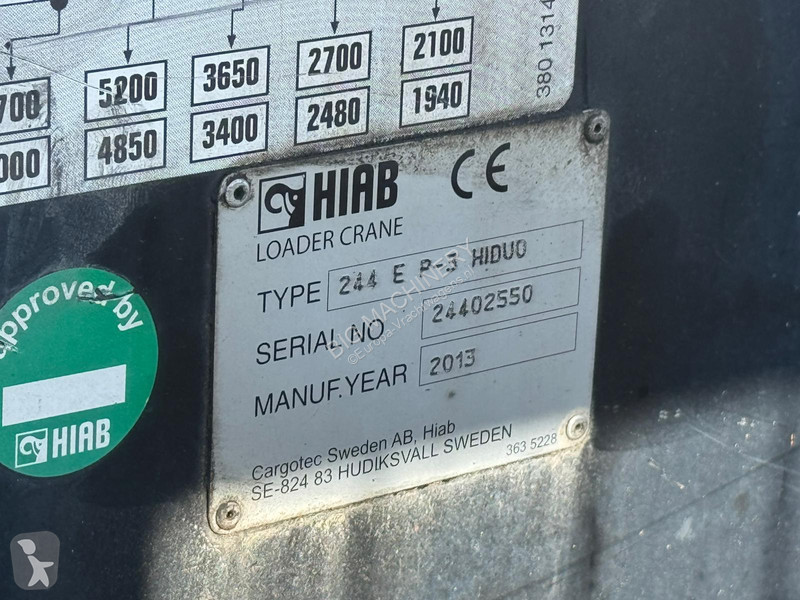 5200 3650 2700 2100
4850 3400 2480 1940
380 1314
HIAB CE
LOADER CRANE
TYPE 244 E P-3 HIDUO
SERIAL NO 24402550
MANUF.YEAR 2013
Cargotec Sweden AB, Hiab
SE-824 83 HUDIKSVALL SWEDEN
363 5228
approved by
HIAB
BIG MACHINERY